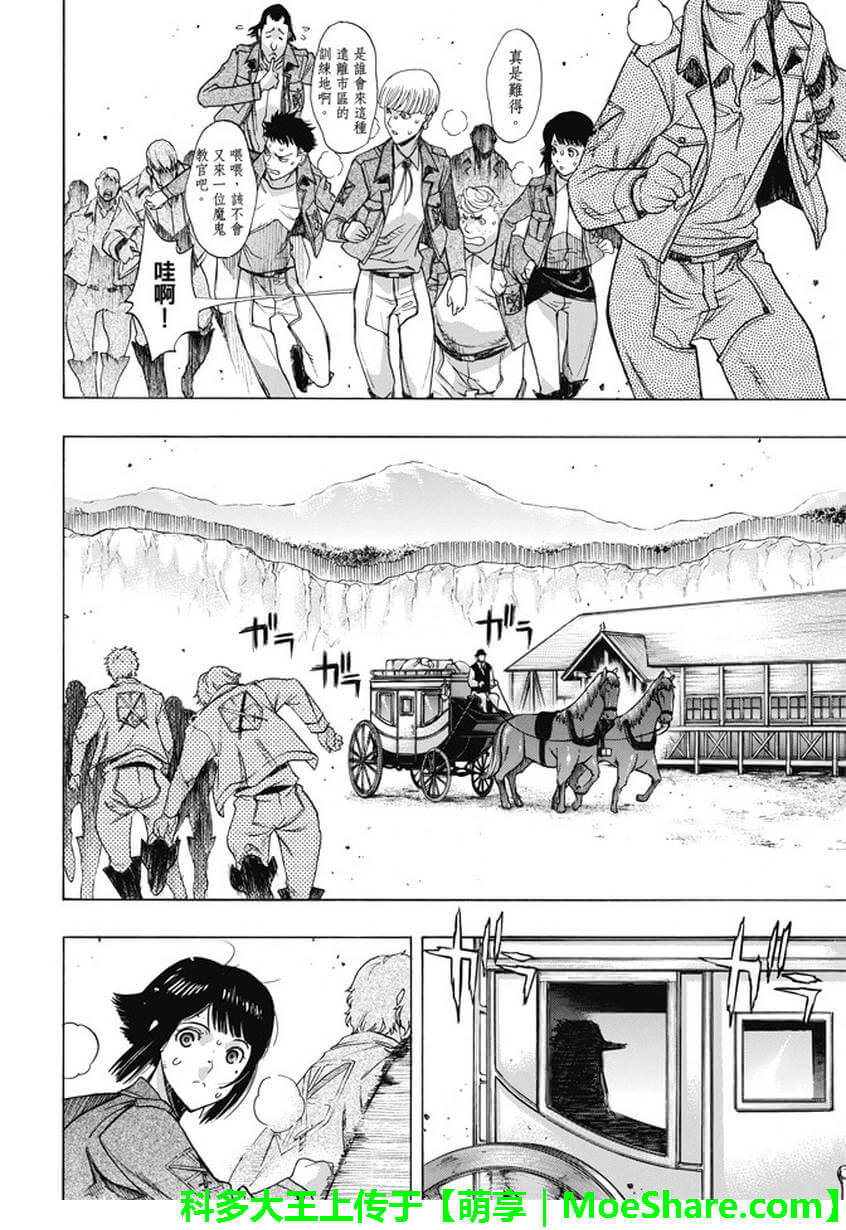 真是難得。
是誰會來這種
遠離市區的
訓練地啊。
喂喂，該不會
又來一位魔鬼
教官吧。
哇啊！
ガラ
ガラ
ガラ
ガラ
科多大王上传于【萌享｜MoeShare.com】